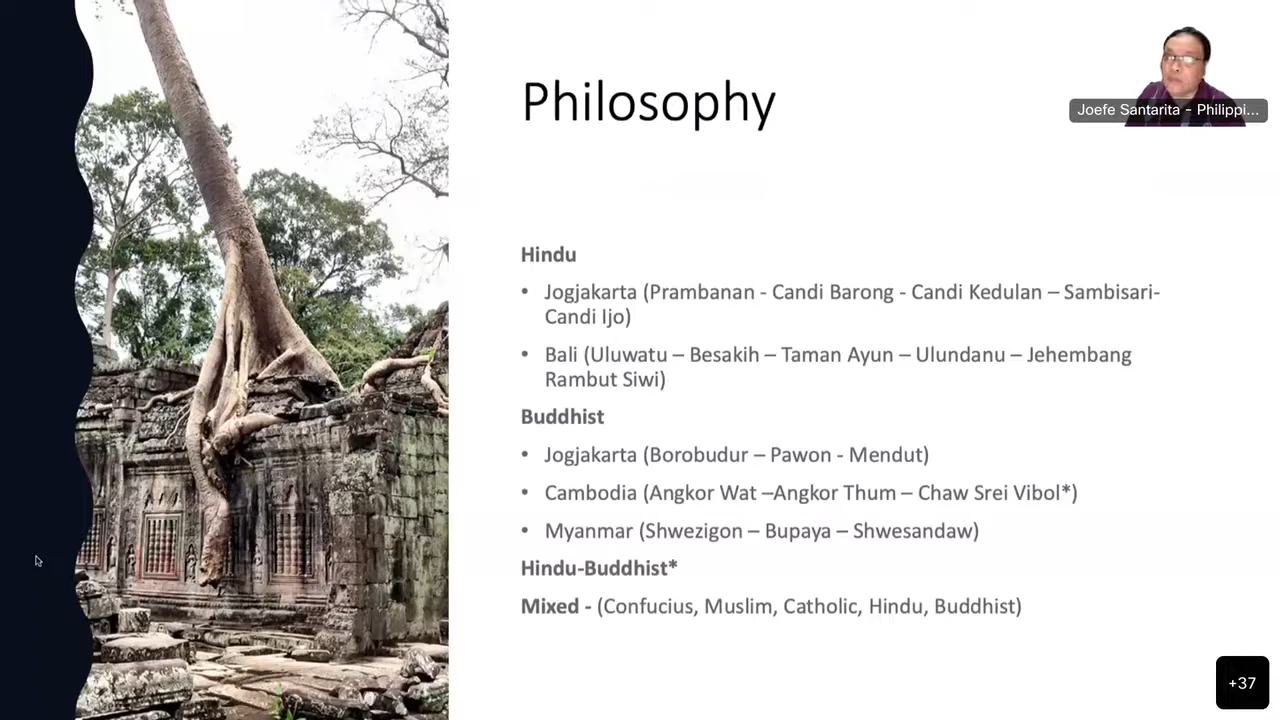 Philosophy
Joefe Santarita - Philippi...
Hindu
• Jogjakarta (Prambanan - Candi Barong - Candi Kedulan – Sambisari-
Candi Ijo)
• Bali (Uluwatu – Besakih – Taman Ayun – Ulundanu – Jehembang
Rambut Siwi)
Buddhist
• Jogjakarta (Borobudur – Pawon - Mendut)
• Cambodia (Angkor Wat –Angkor Thum – Chaw Srei Vibol*)
• Myanmar (Shwezigon – Bupaya – Shwesandaw)
Hindu-Buddhist*
Mixed - (Confucius, Muslim, Catholic, Hindu, Buddhist)
+37